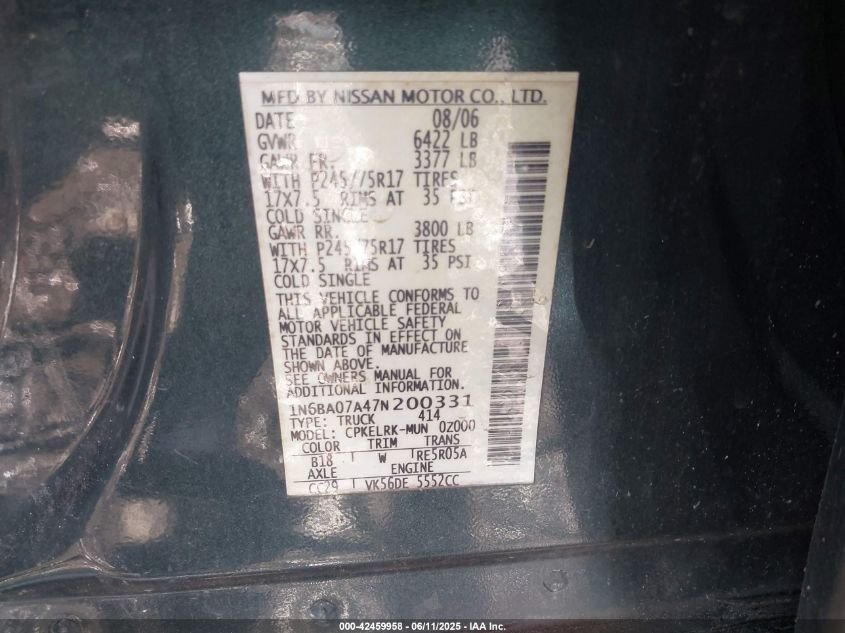 MFD BY NISSAN MOTOR CO., LTD.
DATE 08/06
GVWR 6422 LB
GAWR FR. 3377 LB
WITH P245/75R17 TIRES
17X7.5 RIMS AT 35 PSI
COLD SINGLE
GAWR RR. 3800 LB
WITH P245/75R17 TIRES
17X7.5 RIMS AT 35 PSI
COLD SINGLE
THIS VEHICLE CONFORMS TO
ALL APPLICABLE FEDERAL
MOTOR VEHICLE SAFETY
STANDARDS IN EFFECT ON
THE DATE OF MANUFACTURE
SHOWN ABOVE.
SEE OWNERS MANUAL FOR
ADDITIONAL INFORMATION.
1N6BA07A47N200331
TYPE: TRUCK 414
MODEL: CPKELRK-MUN 0Z000
COLOR TRIM TRANS
B18 W RE5R05A
AXLE ENGINE
CC29 VK56DE 5552CC
000-42459958 - 06/11/2025 - IAA Inc.